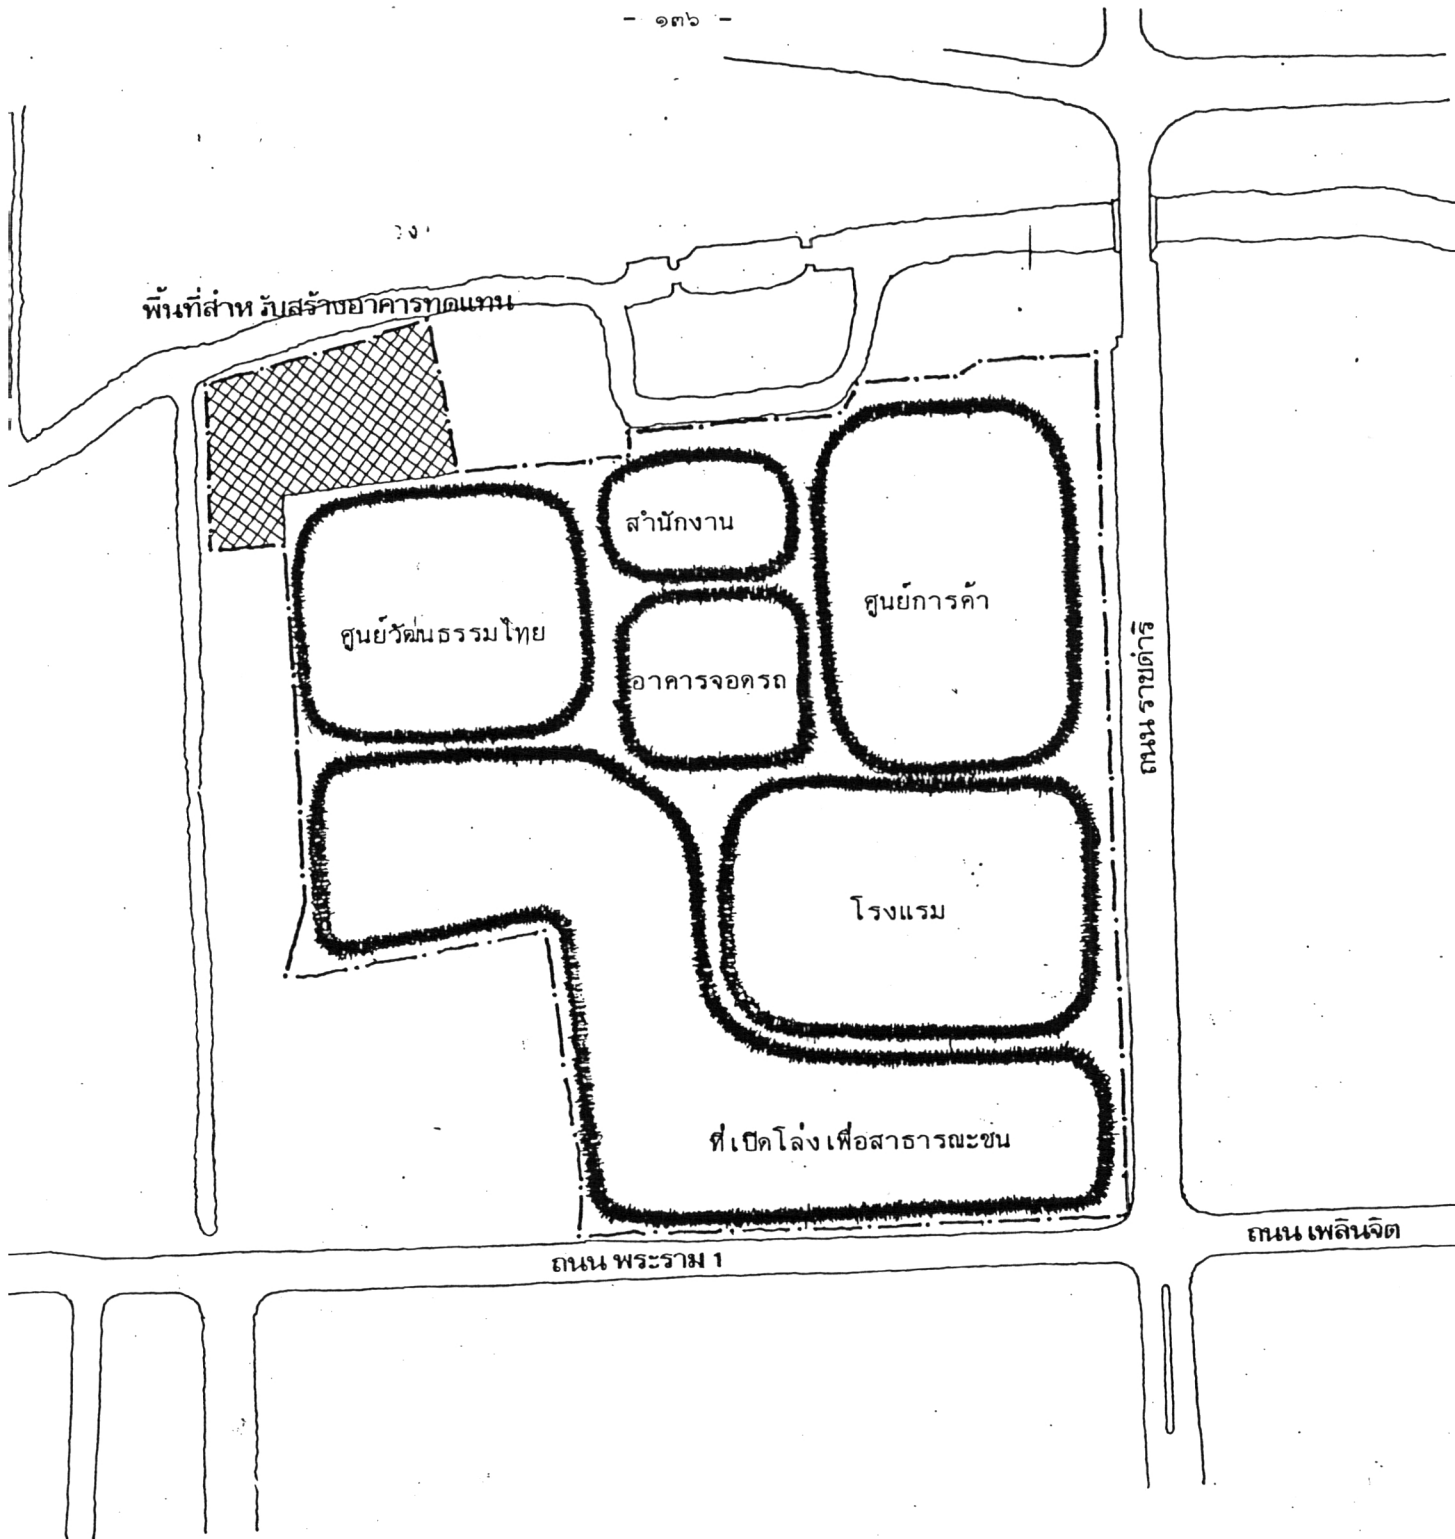 - ๑๓๖ -
พื้นที่สำหรับสร้างอาคารทดแทน
สำนักงาน
ศูนย์การค้า
ศูนย์วัฒนธรรมไทย
อาคารจอดรถ
ถนน ราชดำริ
โรงแรม
ที่เปิดโล่งเพื่อสาธารณะชน
ถนน เพลินจิต
ถนน พระราม 1